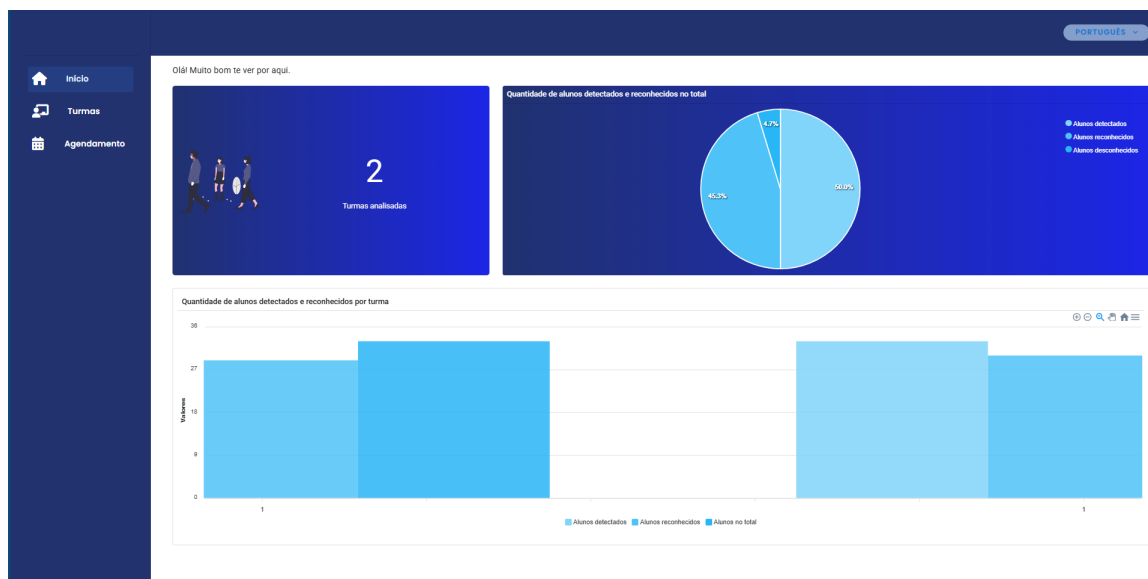 PORTUGUÊS
Olá! Muito bom te ver por aqui.
Início
Turmas
Agendamento
2
Turmas analisadas
Quantidade de alunos detectados e reconhecidos no total
4.7%
45.3%
50.0%
Alunos detectados
Alunos reconhecidos
Alunos desconhecidos
Quantidade de alunos detectados e reconhecidos por turma
36
27
18
9
0
Valores
1
1
Alunos detectados Alunos reconhecidos Alunos no total